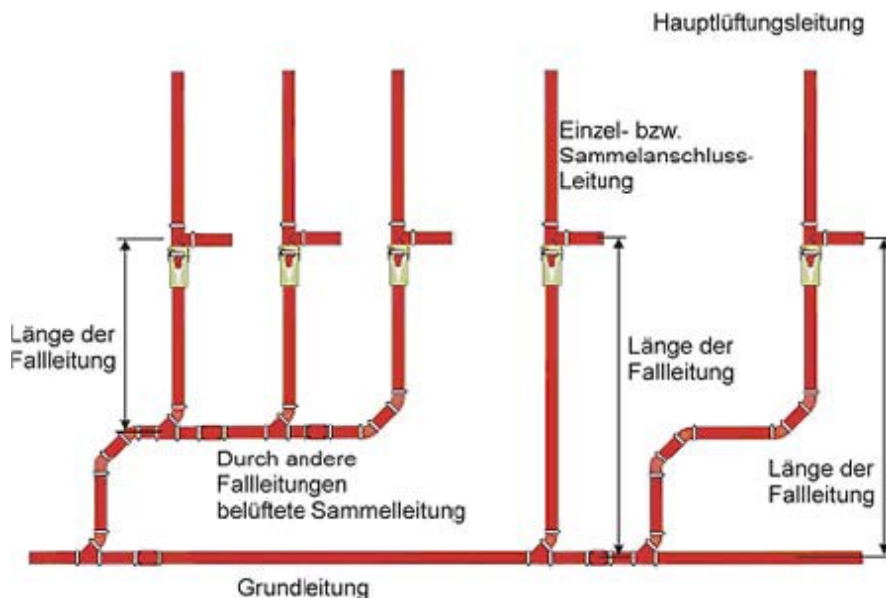 Hauptlüftungsleitung
Einzel- bzw.
Sammelanschluss-
Leitung
Länge der
Fallleitung
Länge der
Fallleitung
Durch andere
Fallleitungen
belüftete Sammelleitung
Länge der
Fallleitung
Grundleitung